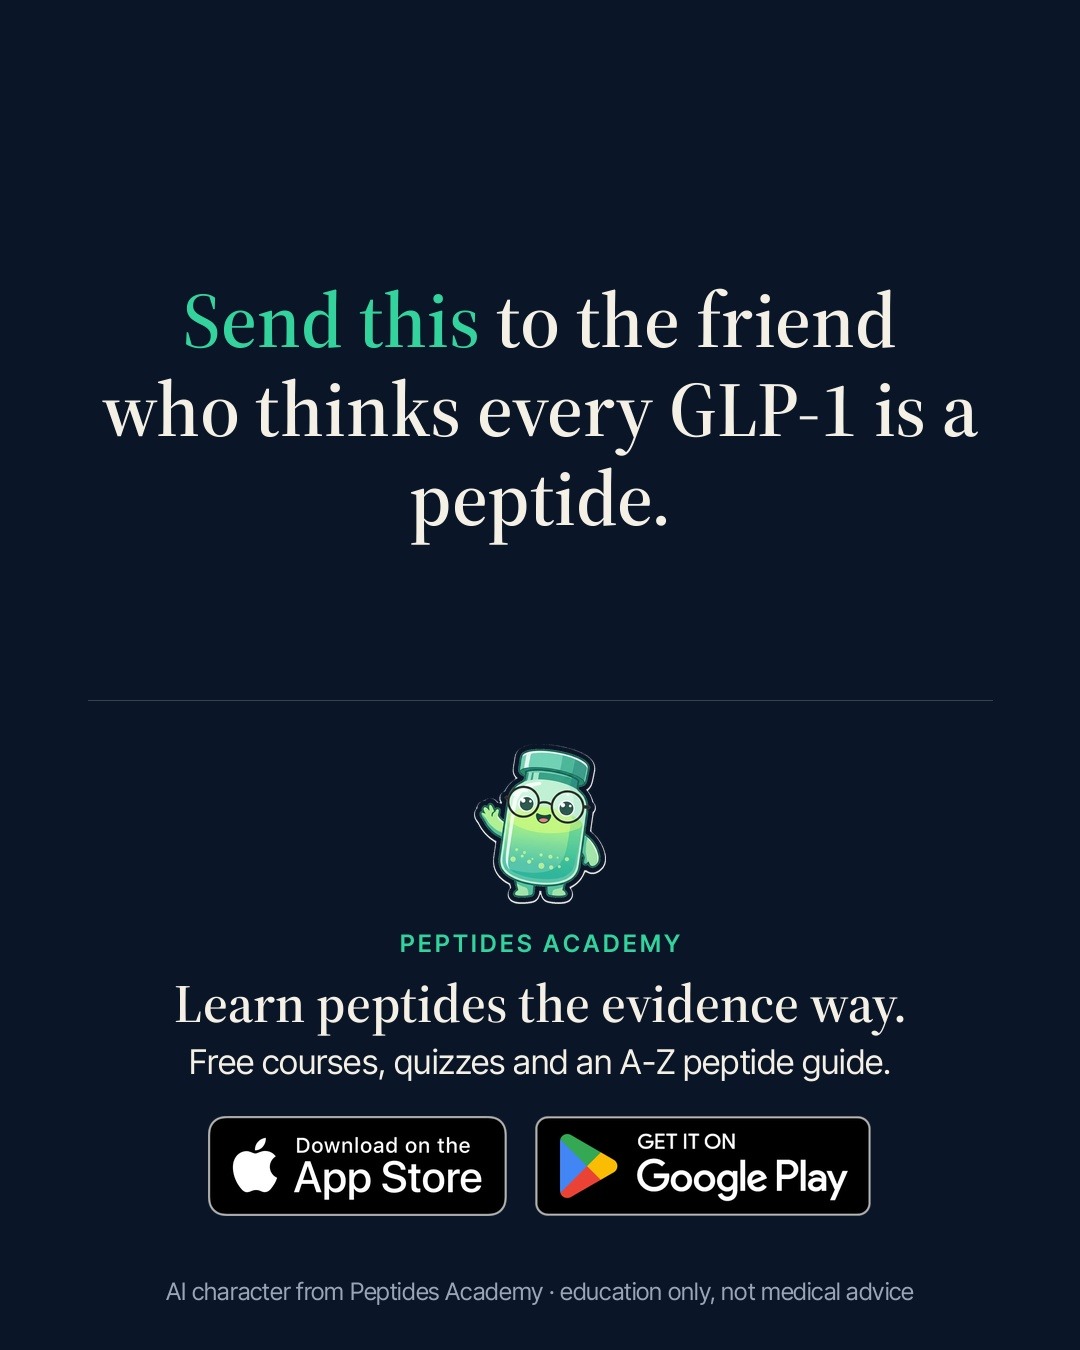 Send this to the friend
who thinks every GLP-1 is a
peptide.
PEPTIDES ACADEMY
Learn peptides the evidence way.
Free courses, quizzes and an A-Z peptide guide.
Download on the
App Store
GET IT ON
Google Play
AI character from Peptides Academy · education only, not medical advice